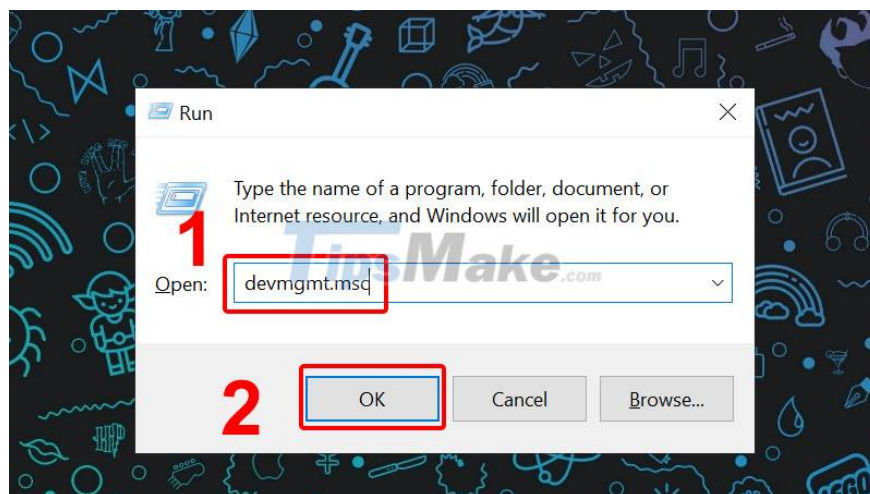 Run
Type the name of a program, folder, document, or
Internet resource, and Windows will open it for you.
1
TipsMake.com
Open:
devmgmt.msc
2
OK
Cancel
Browse...